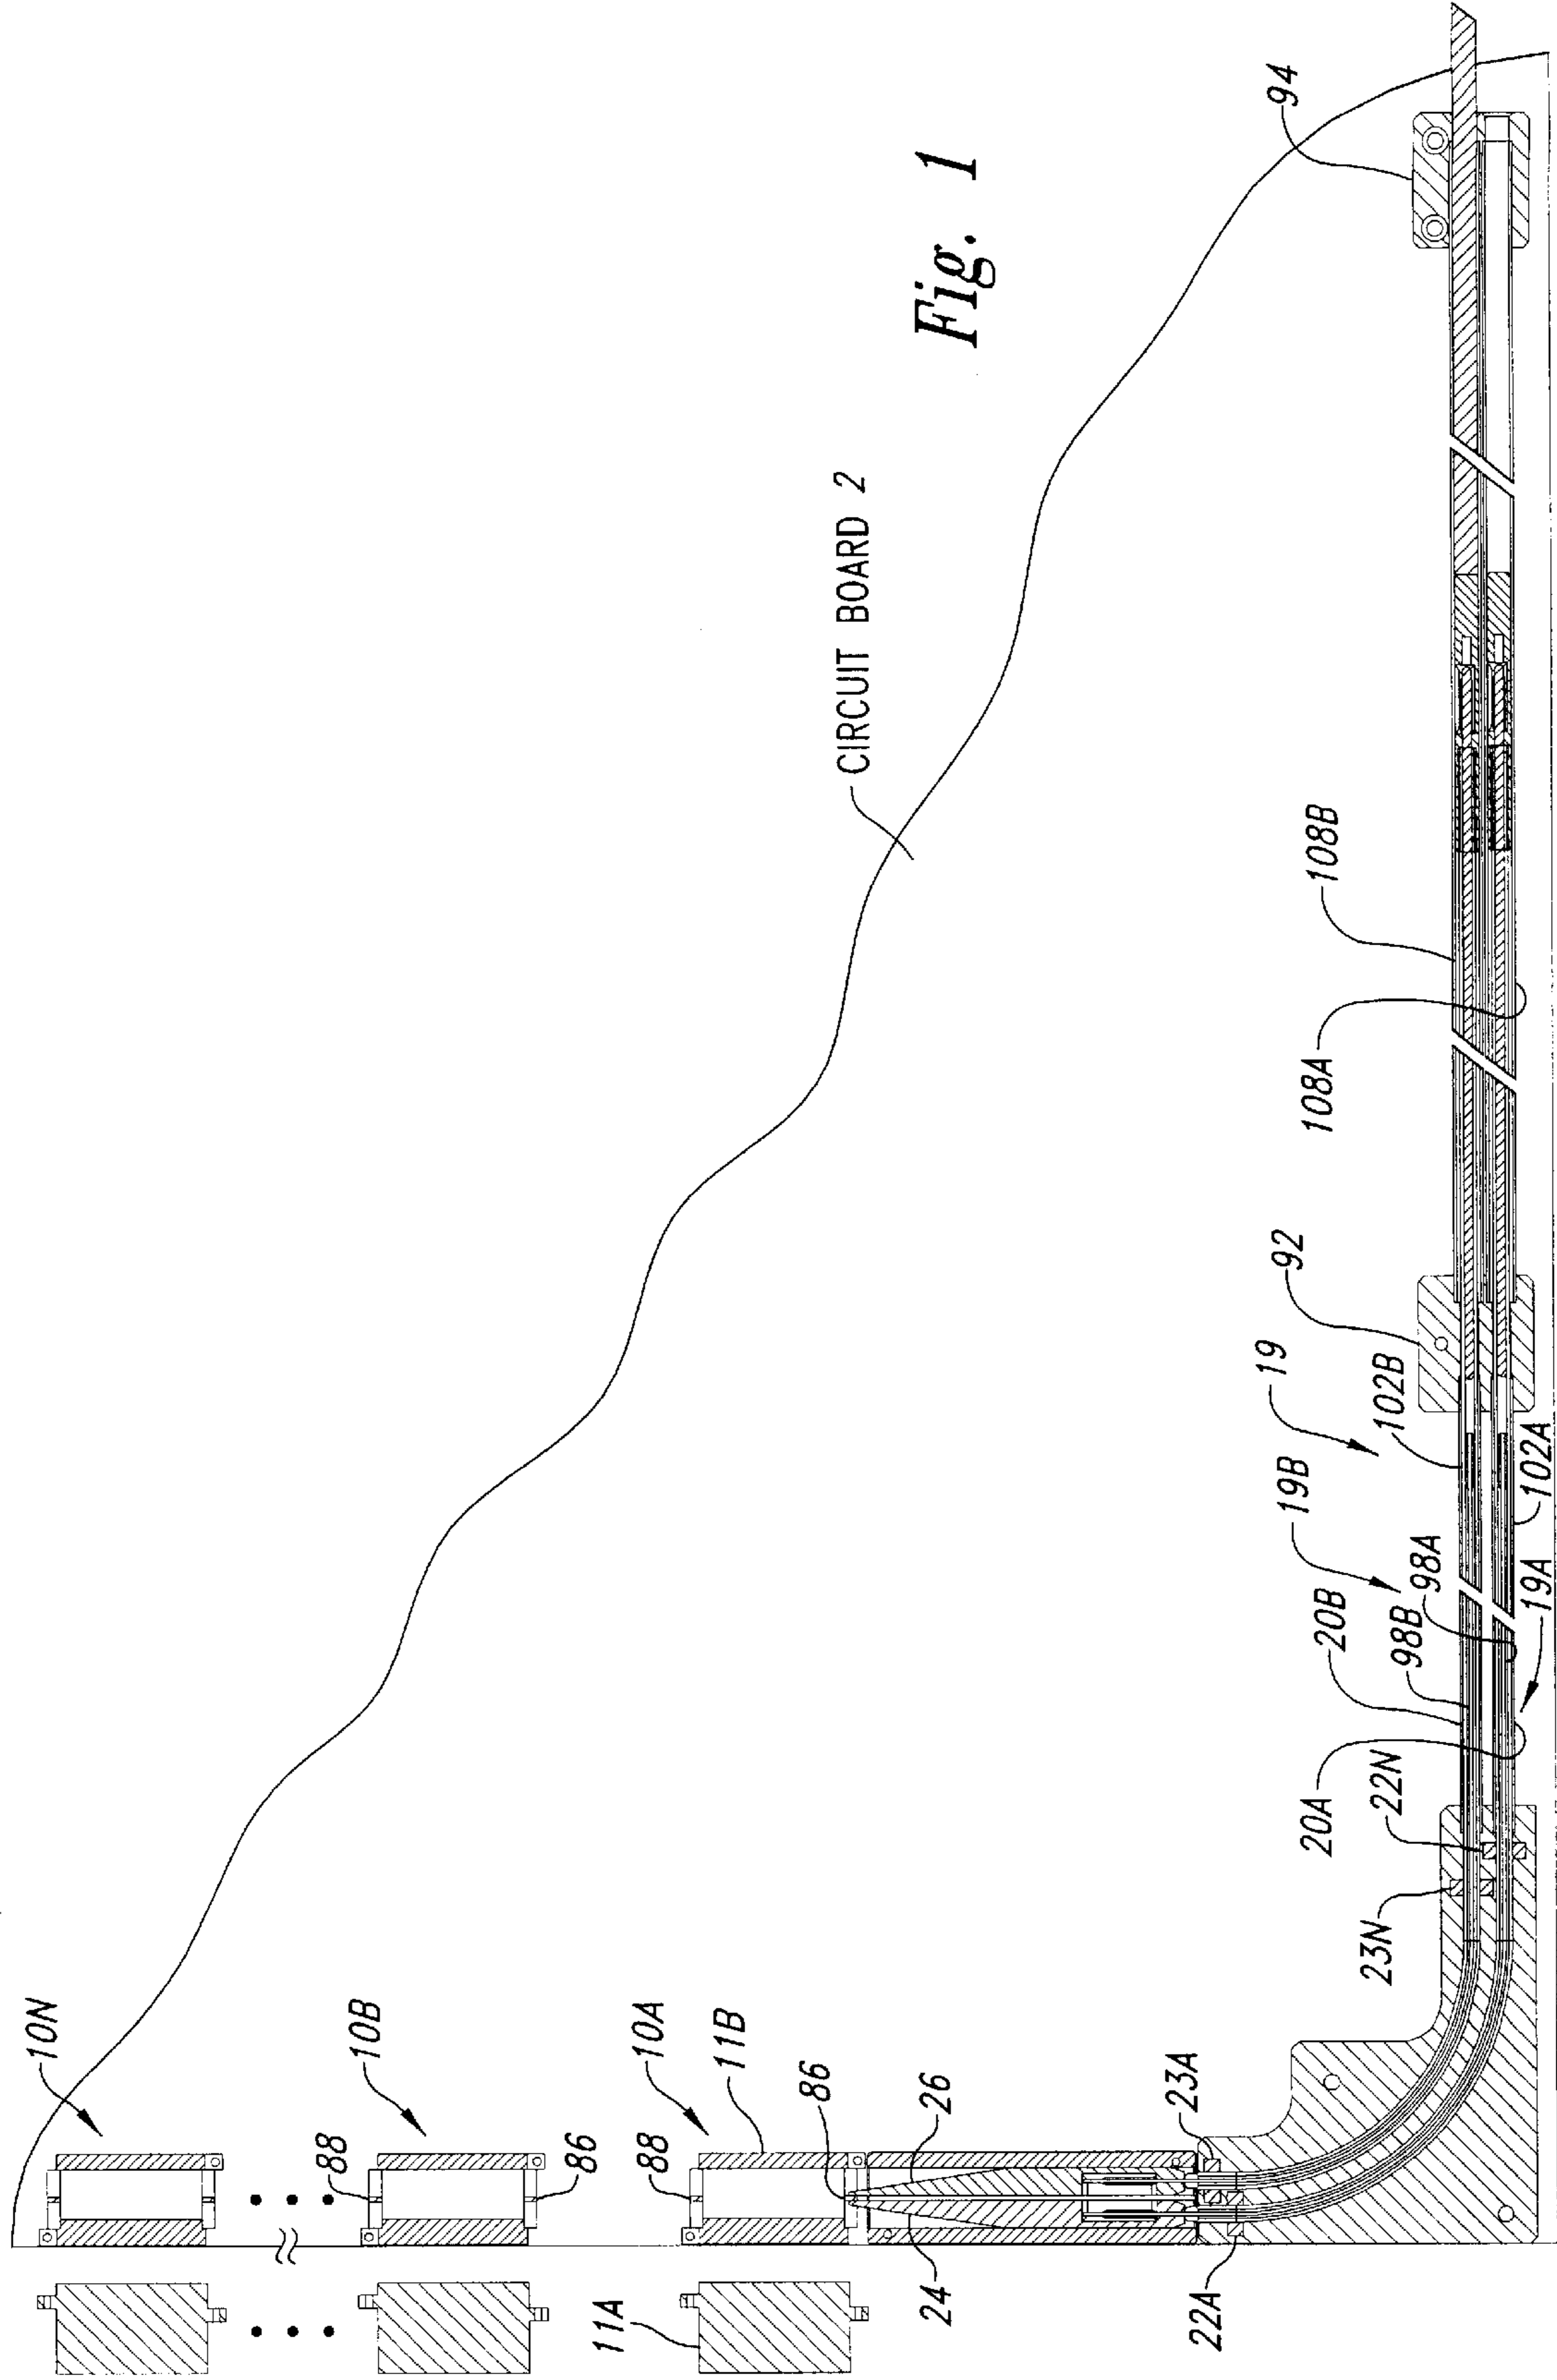 Fig. 1
CIRCUIT BOARD 2
94
108B
108A
92
19
102B
19B
102A
98A
98B
19A
20B
20A
22N
23N
10N
10B
10A
11B
88
86
88
86
26
24
23A
22A
11A